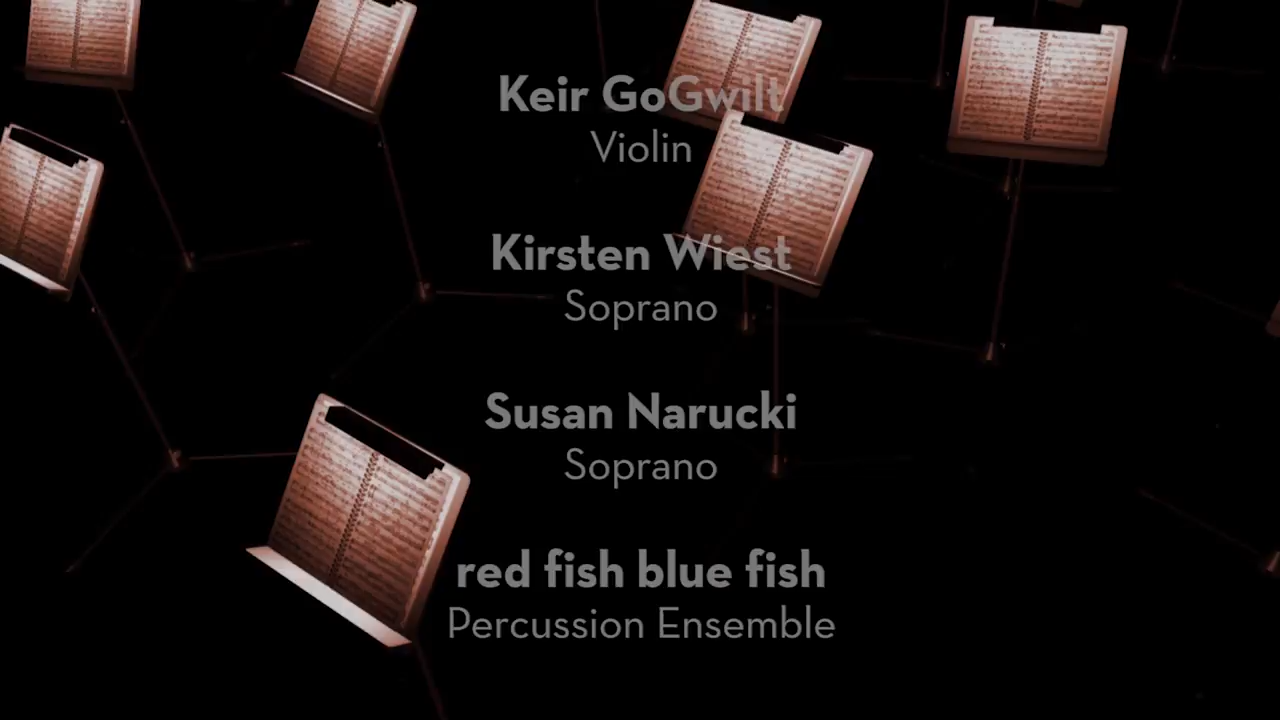 Keir GoGwilt
Violin
Kirsten Wiest
Soprano
Susan Narucki
Soprano
red fish blue fish
Percussion Ensemble